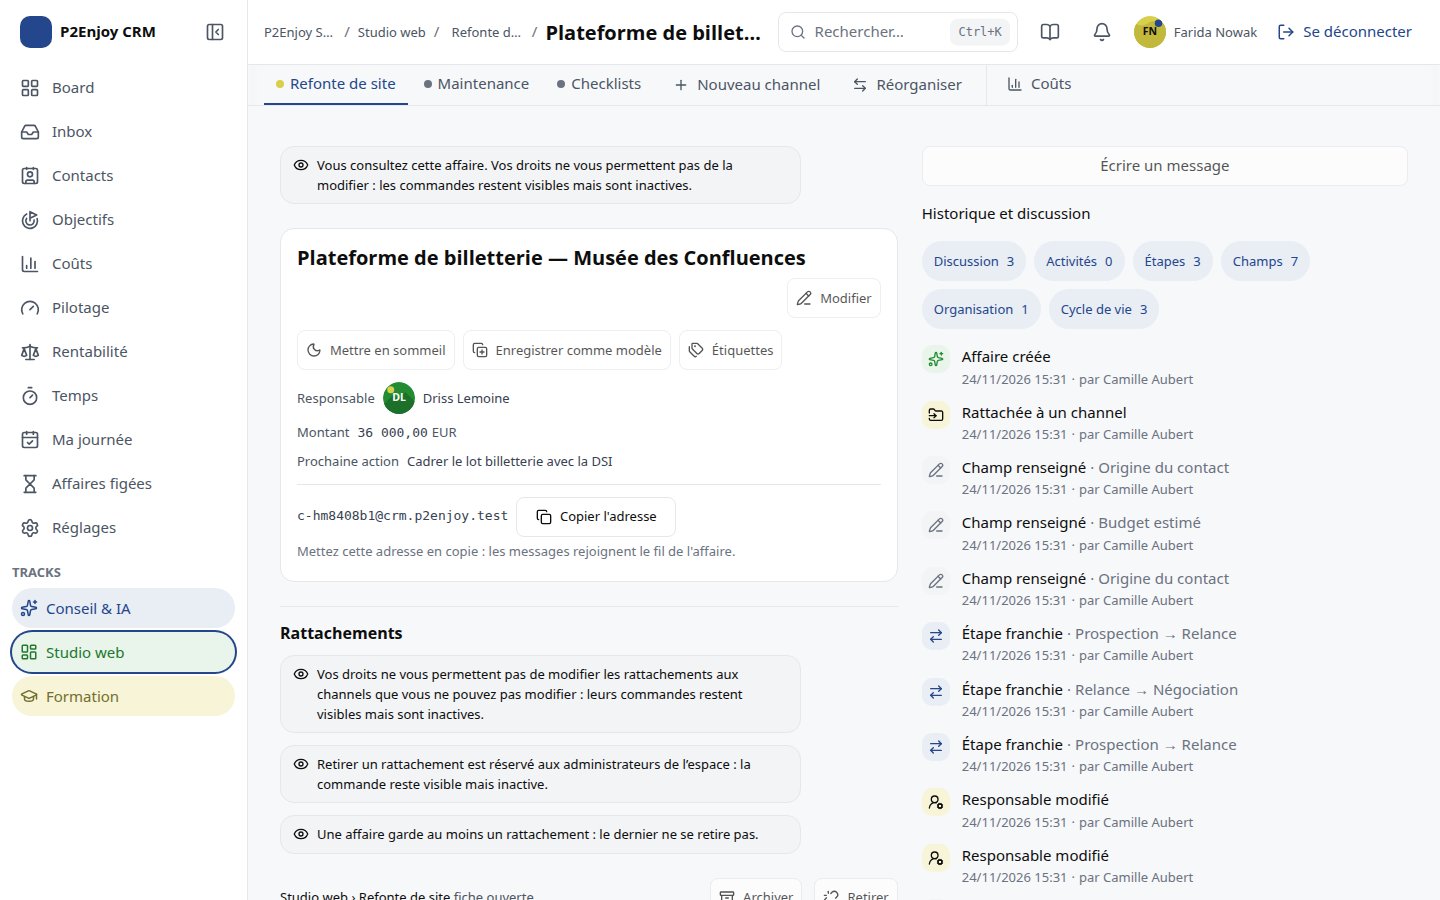 P2Enjoy CRM
Board
Inbox
Contacts
Objectifs
Coûts
Pilotage
Rentabilité
Temps
Ma journée
Affaires figées
Réglages
TRACKS
Conseil & IA
Studio web
Formation
P2Enjoy S... / Studio web / Refonte d... / Plateforme de billet...
Rechercher... Ctrl+K
FN Farida Nowak
Se déconnecter
Refonte de site
Maintenance
Checklists
Nouveau channel
Réorganiser
Coûts
Vous consultez cette affaire. Vos droits ne vous permettent pas de la
modifier : les commandes restent visibles mais sont inactives.
Plateforme de billetterie — Musée des Confluences
Modifier
Mettre en sommeil
Enregistrer comme modèle
Étiquettes
Responsable DL Driss Lemoine
Montant 36 000,00 EUR
Prochaine action Cadrer le lot billetterie avec la DSI
c-hm8408b1@crm.p2enjoy.test Copier l'adresse
Mettez cette adresse en copie : les messages rejoignent le fil de l'affaire.
Rattachements
Vos droits ne vous permettent pas de modifier les rattachements aux
channels que vous ne pouvez pas modifier : leurs commandes restent
visibles mais sont inactives.
Retirer un rattachement est réservé aux administrateurs de l'espace : la
commande reste visible mais inactive.
Une affaire garde au moins un rattachement : le dernier ne se retire pas.
Studio web › Refonte de site fiche ouverte
Archiver
Retirer
Écrire un message
Historique et discussion
Discussion 3
Activités 0
Étapes 3
Champs 7
Organisation 1
Cycle de vie 3
Affaire créée
24/11/2026 15:31 · par Camille Aubert
Rattachée à un channel
24/11/2026 15:31 · par Camille Aubert
Champ renseigné · Origine du contact
24/11/2026 15:31 · par Camille Aubert
Champ renseigné · Budget estimé
24/11/2026 15:31 · par Camille Aubert
Champ renseigné · Origine du contact
24/11/2026 15:31 · par Camille Aubert
Étape franchie · Prospection → Relance
24/11/2026 15:31 · par Camille Aubert
Étape franchie · Relance → Négociation
24/11/2026 15:31 · par Camille Aubert
Étape franchie · Prospection → Relance
24/11/2026 15:31 · par Camille Aubert
Responsable modifié
24/11/2026 15:31 · par Camille Aubert
Responsable modifié
24/11/2026 15:31 · par Camille Aubert